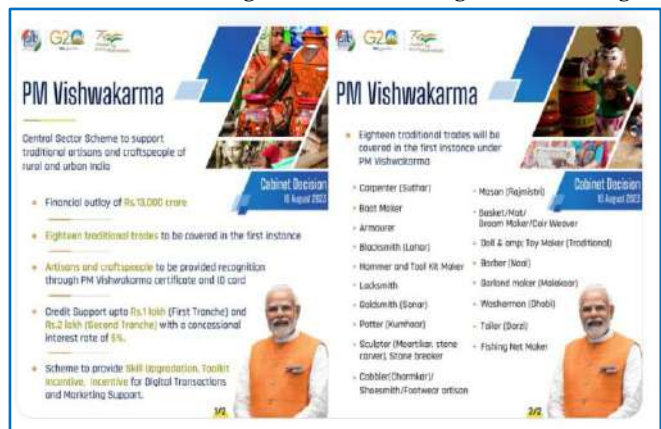 G20
PM Vishwakarma
Central Sector Scheme to support
traditional artisans and craftspeople of
rural and urban India
Cabinet Decision
16 August 2023
Financial outlay of Rs.13,000 crore
Eighteen traditional trades to be covered in the first instance
Artisans and craftspeople to be provided recognition
through PM Vishwakarma certificate and ID card
Credit Support upto Rs.1 lakh (First Tranche) and
Rs.2 lakh (Second Tranche) with a concessional
interest rate of 5%.
Scheme to provide Skill Upgradation, Toolkit
Incentive, Incentive for Digital Transactions
and Marketing Support.
1/2
G20
PM Vishwakarma
Eighteen traditional trades will be
covered in the first instance under
PM Vishwakarma
Cabinet Decision
16 August 2023
Carpenter (Suthar)
Boat Maker
Armourer
Blacksmith (Lohar)
Hammer and Tool Kit Maker
Locksmith
Goldsmith (Sonar)
Potter (Kumhaar)
Sculptor (Moortikar, stone
carver), Stone breaker
Cobbler(Charmkar)/
Shoesmith/Footwear artisan
Mason (Rajmistri)
Basket/Mat/
Broom Maker/Coir Weaver
Doll &amp; Toy Maker (Traditional)
Barber (Naai)
Garland maker (Malakaar)
Washerman (Dhobi)
Tailor (Darzi)
Fishing Net Maker
2/2